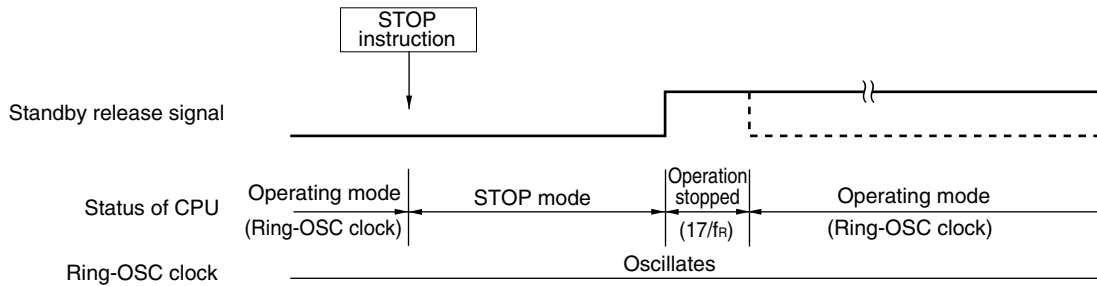 STOP
instruction
Standby release signal
Operation
stopped
Operating mode
STOP mode
Operating mode
Status of CPU
(Ring-OSC clock)
(17/fR)
(Ring-OSC clock)
Oscillates
Ring-OSC clock